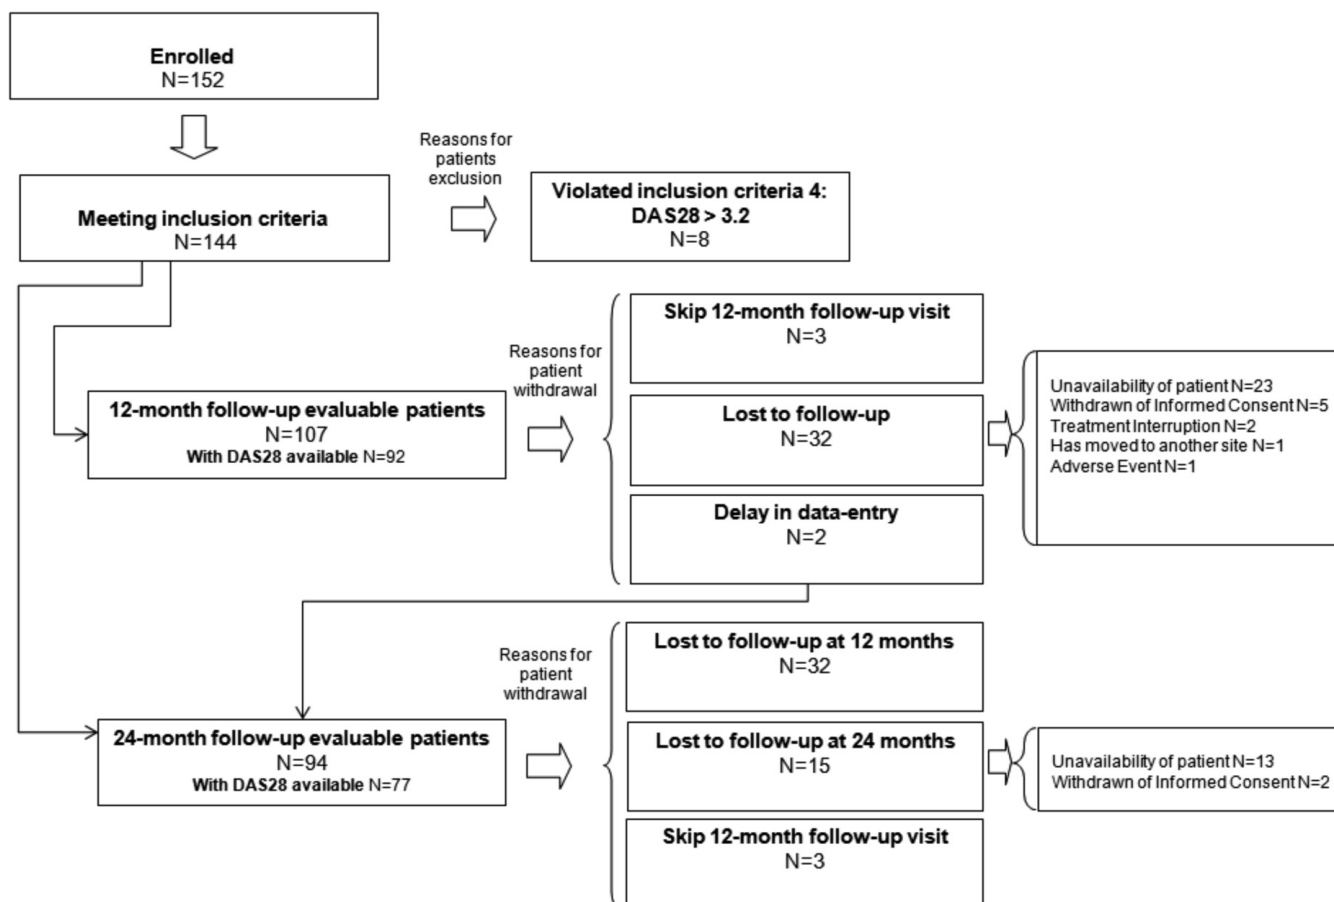 Enrolled
N=152
Reasons for
patients
exclusion
Meeting inclusion criteria
N=144
Violated inclusion criteria 4:
DAS28 > 3.2
N=8
Skip 12-month follow-up visit
N=3
Reasons for
patient
withdrawal
12-month follow-up evaluable patients
N=107
With DAS28 available N=92
Lost to follow-up
N=32
Unavailability of patient N=23
Withdrawn of Informed Consent N=5
Treatment Interruption N=2
Has moved to another site N=1
Adverse Event N=1
Delay in data-entry
N=2
Lost to follow-up at 12 months
N=32
Reasons for
patient
withdrawal
24-month follow-up evaluable patients
N=94
With DAS28 available N=77
Lost to follow-up at 24 months
N=15
Unavailability of patient N=13
Withdrawn of Informed Consent N=2
Skip 12-month follow-up visit
N=3